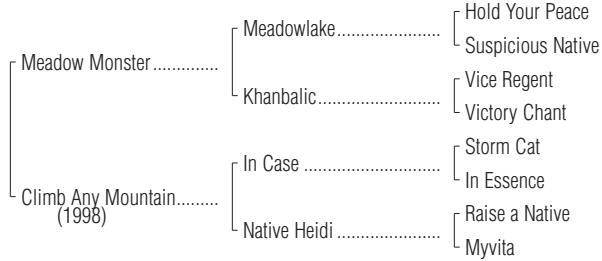 Hold Your Peace
Meadowlake.....................
Suspicious Native
Meadow Monster..............
Vice Regent
Khanbalic.........................
Victory Chant
Storm Cat
In Case ............................
In Essence
Climb Any Mountain.........
(1998)
Raise a Native
Native Heidi .....................
Myvita